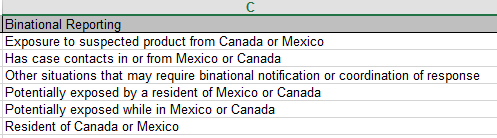 C
Binational Reporting
Exposure to suspected product from Canada or Mexico
Has case contacts in or from Mexico or Canada
Other situations that may require binational notification or coordination of response
Potentially exposed by a resident of Mexico or Canada
Potentially exposed while in Mexico or Canada
Resident of Canada or Mexico